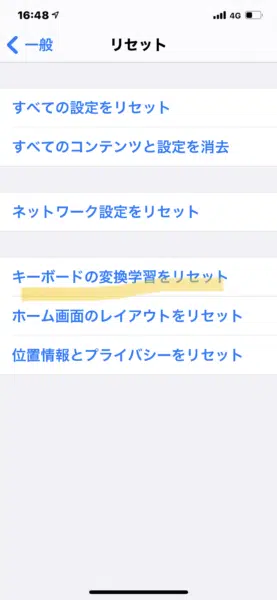 16:48 4G
一般 リセット
すべての設定をリセット
すべてのコンテンツと設定を消去
ネットワーク設定をリセット
キーボードの変換学習をリセット
ホーム画面のレイアウトをリセット
位置情報とプライバシーをリセット